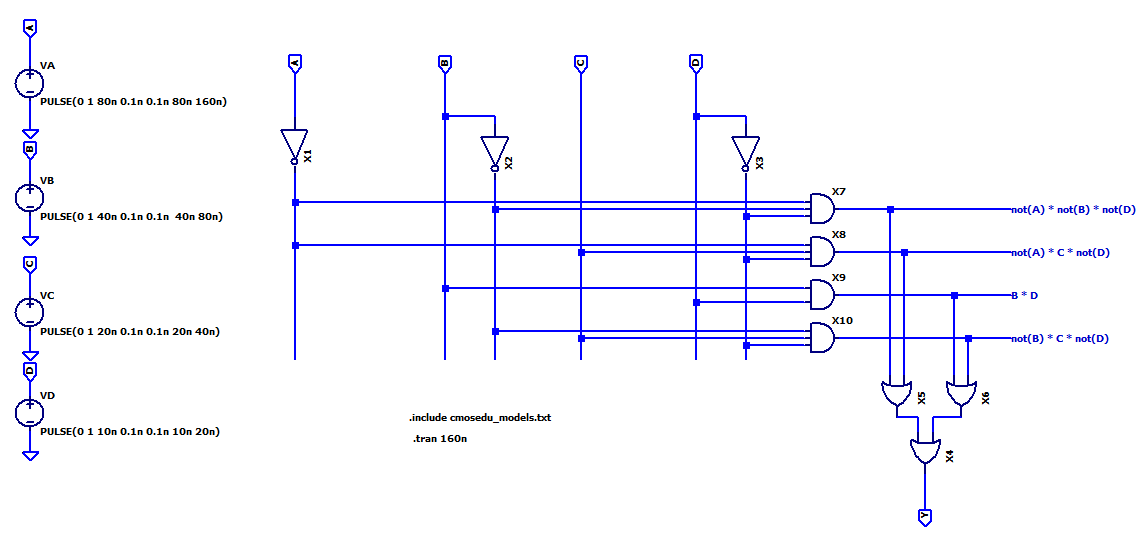 A
VA
PULSE(0 1 80n 0.1n 0.1n 80n 160n)
B
VB
PULSE(0 1 40n 0.1n 0.1n  40n 80n)
C
VC
PULSE(0 1 20n 0.1n 0.1n 20n 40n)
D
VD
PULSE(0 1 10n 0.1n 0.1n 10n 20n)
A
B
C
D
X1
X2
X3
X7
not(A) * not(B) * not(D)
X8
not(A) * C * not(D)
X9
B * D
X10
not(B) * C * not(D)
X5
X6
X4
Y
.include cmosedu_models.txt
.tran 160n